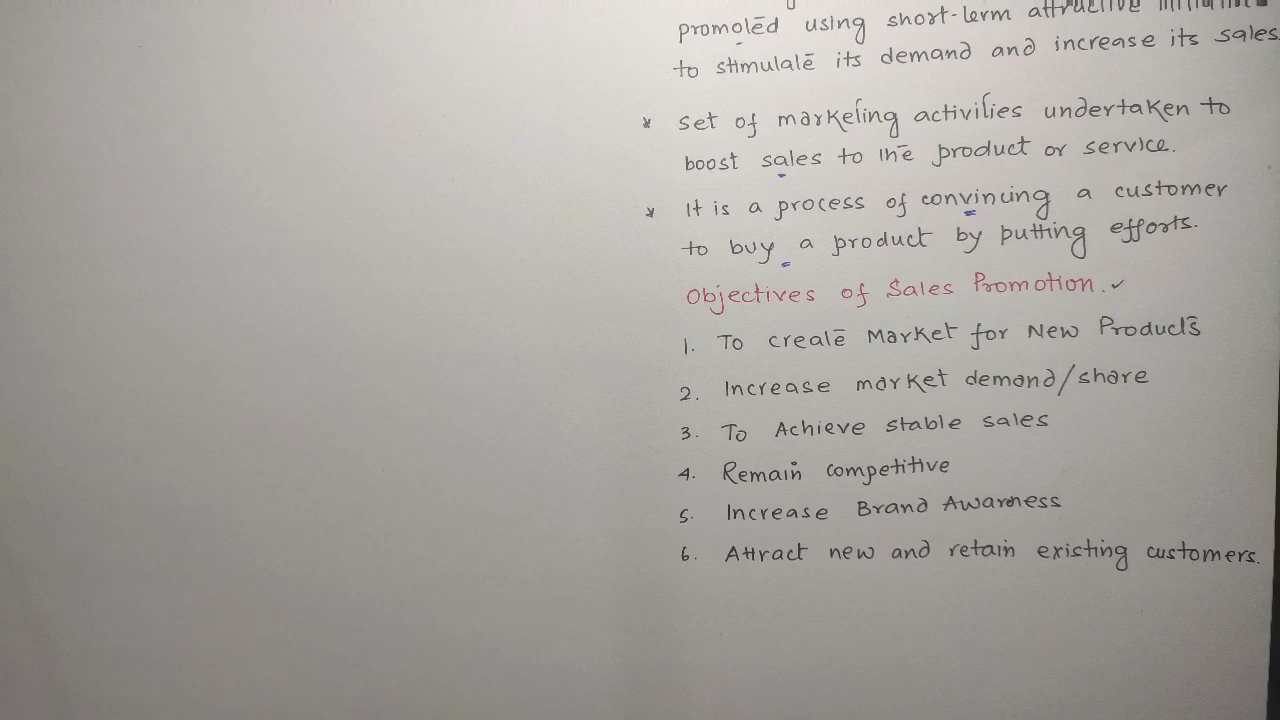 promoted using short-term attractive
to stimulate its demand and increase its sales
* set of marketing activities undertaken to
boost sales to the product or service.
* It is a process of convincing a customer
to buy a product by putting efforts.
Objectives of Sales Promotion. ✓
1. To create Market for New Products
2. Increase market demand/share
3. To Achieve stable sales
4. Remain competitive
5. Increase Brand Awareness
6. Attract new and retain existing customers.